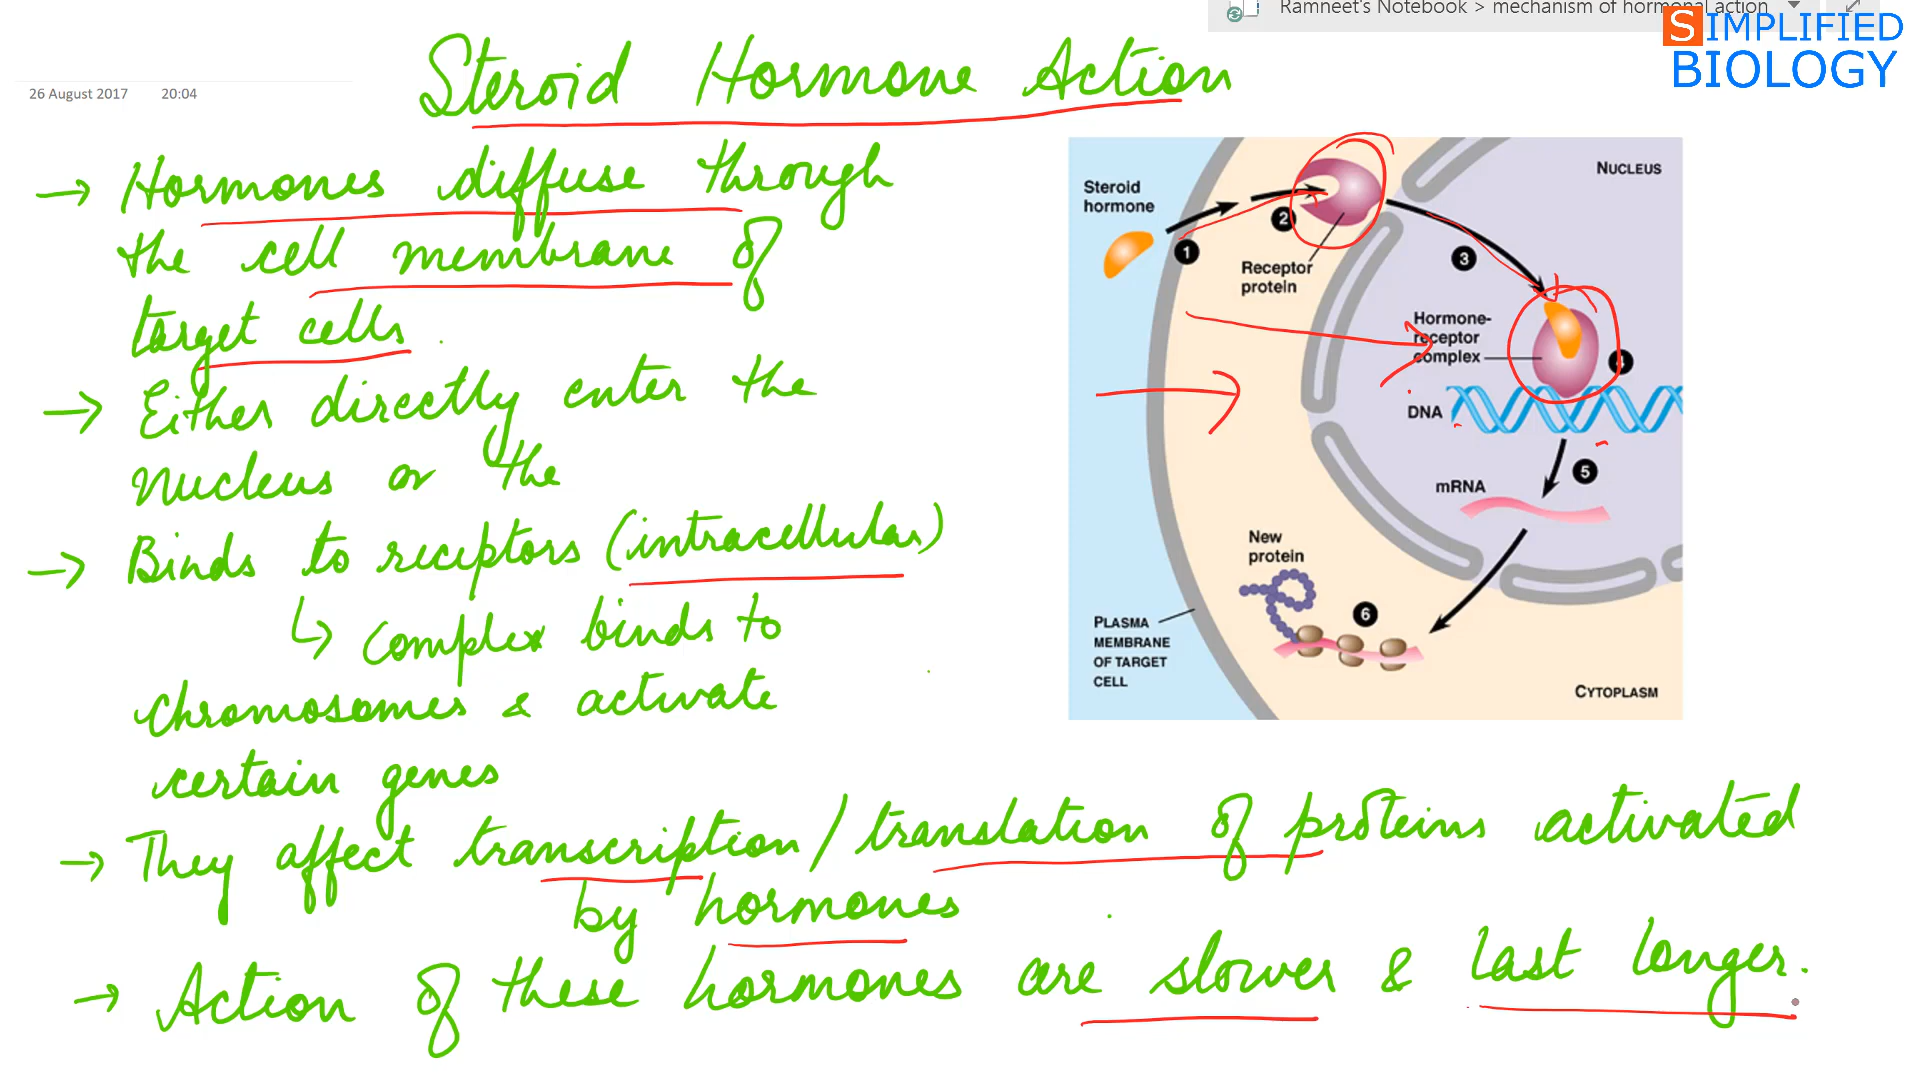 Ramneet's Notebook > mechanism of hormonal action
SIMPLIFIED
BIOLOGY
26 August 2017 20:04
Steroid Hormone Action
→ Hormones diffuse through
the cell membrane of
target cells.
→ Either directly enter the
nucleus or the
→ Binds to receptors (intracellular)
↳ complex binds to
chromosomes & activate
certain genes
→ They affect transcription/translation of proteins activated
by hormones
→ Action of these hormones are slower & last longer.
NUCLEUS
Steroid
hormone
1
2
3
Receptor
protein
Hormone-
receptor
complex
4
DNA
5
mRNA
New
protein
6
PLASMA
MEMBRANE
OF TARGET
CELL
CYTOPLASM